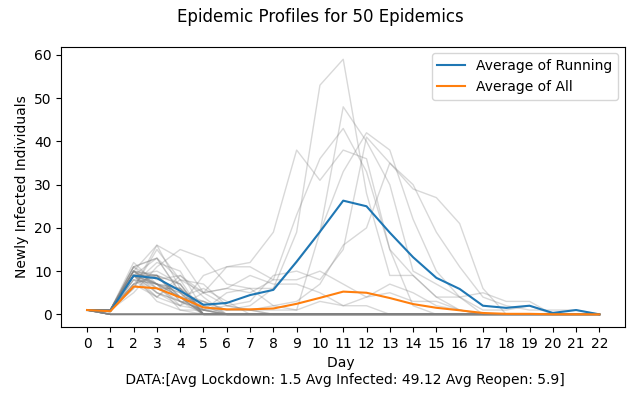 Epidemic Profiles for 50 Epidemics
Newly Infected Individuals
60
50
40
30
20
10
0
Average of Running
Average of All
0 1 2 3 4 5 6 7 8 9 10 11 12 13 14 15 16 17 18 19 20 21 22
Day
DATA:[Avg Lockdown: 1.5 Avg Infected: 49.12 Avg Reopen: 5.9]